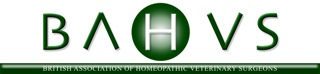 BAHVS
BRITISH ASSOCIATION OF HOMEOPATHIC VETERINARY SURGEONS